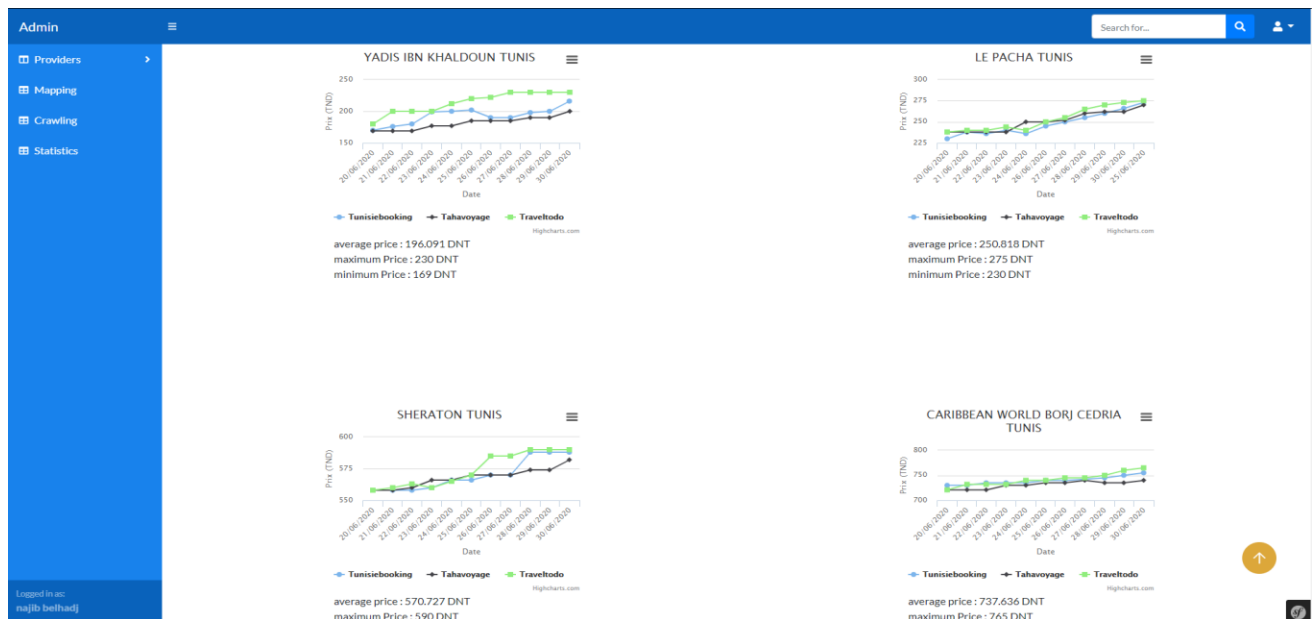 Admin
Search for...
Providers
Mapping
Crawling
Statistics
Logged in as:
najib belhadj
YADIS IBN KHALDOUN TUNIS
Prix (TND)
250
200
150
20/06/2020
21/06/2020
22/06/2020
23/06/2020
24/06/2020
25/06/2020
26/06/2020
27/06/2020
28/06/2020
29/06/2020
30/06/2020
Date
Tunisiebooking Tahavoyage Traveltodo
Highcharts.com
average price : 196.091 DNT
maximum Price : 230 DNT
minimum Price : 169 DNT
LE PACHA TUNIS
Prix (TND)
300
275
250
225
20/06/2020
21/06/2020
22/06/2020
23/06/2020
24/06/2020
26/06/2020
27/06/2020
28/06/2020
29/06/2020
30/06/2020
25/06/2020
Date
Tunisiebooking Tahavoyage Traveltodo
Highcharts.com
average price : 250.818 DNT
maximum Price : 275 DNT
minimum Price : 230 DNT
SHERATON TUNIS
Prix (TND)
600
575
550
20/06/2020
21/06/2020
22/06/2020
23/06/2020
24/06/2020
25/06/2020
26/06/2020
27/06/2020
28/06/2020
29/06/2020
30/06/2020
Date
Tunisiebooking Tahavoyage Traveltodo
Highcharts.com
average price : 570.727 DNT
maximum Price : 590 DNT
CARIBBEAN WORLD BORJ CEDRIA
TUNIS
Prix (TND)
800
750
700
20/06/2020
21/06/2020
22/06/2020
23/06/2020
24/06/2020
25/06/2020
26/06/2020
27/06/2020
28/06/2020
29/06/2020
30/06/2020
Date
Tunisiebooking Tahavoyage Traveltodo
Highcharts.com
average price : 737.636 DNT
maximum Price : 765 DNT
sf